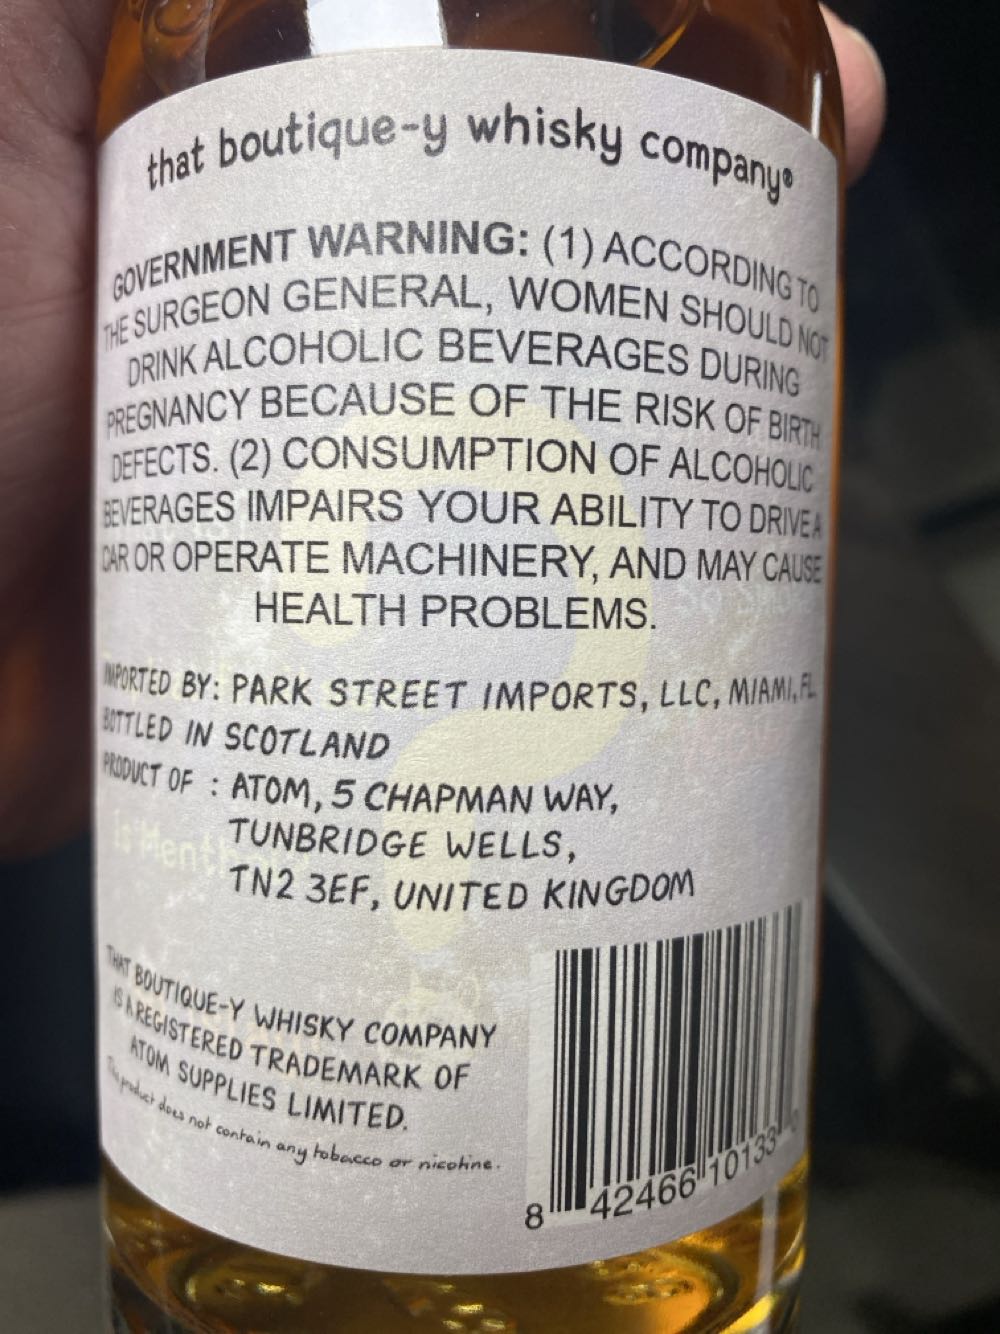 that boutique-y whisky company®
GOVERNMENT WARNING: (1) ACCORDING TO
THE SURGEON GENERAL, WOMEN SHOULD NOT
DRINK ALCOHOLIC BEVERAGES DURING
PREGNANCY BECAUSE OF THE RISK OF BIRTH
DEFECTS. (2) CONSUMPTION OF ALCOHOLIC
BEVERAGES IMPAIRS YOUR ABILITY TO DRIVE A
CAR OR OPERATE MACHINERY, AND MAY CAUSE
HEALTH PROBLEMS.
IMPORTED BY: PARK STREET IMPORTS, LLC, MIAMI, FL
BOTTLED IN SCOTLAND
PRODUCT OF : ATOM, 5 CHAPMAN WAY,
TUNBRIDGE WELLS,
TN2 3EF, UNITED KINGDOM
THAT BOUTIQUE-Y WHISKY COMPANY
IS A REGISTERED TRADEMARK OF
ATOM SUPPLIES LIMITED.
This product does not contain any tobacco or nicotine.
8 42466 10133 0